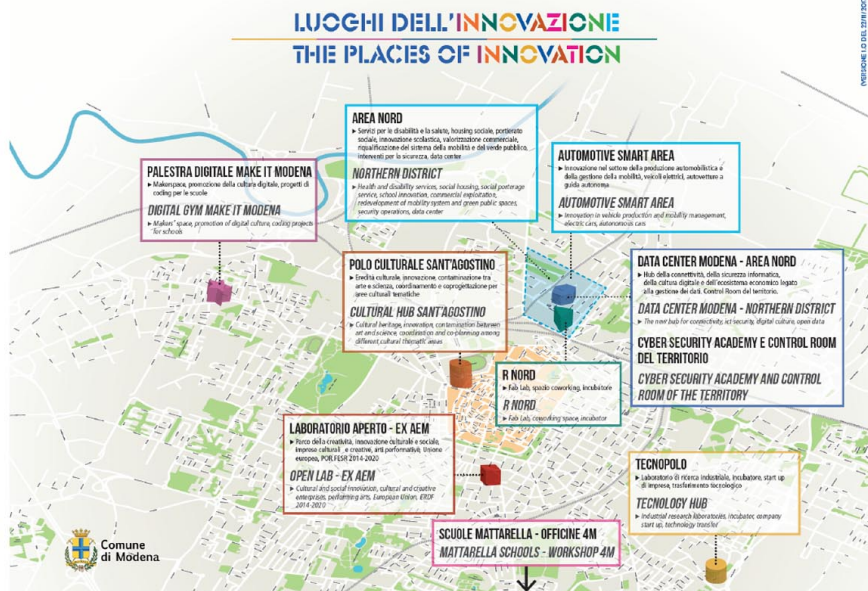 LUOGHI DELL'INNOVAZIONE
THE PLACES OF INNOVATION
AREA NORD
▸ Servizi per le disabilità e la salute, housing sociale, portierato
sociale, innovazione scolastica, valorizzazione commerciale,
riqualificazione del sistema della mobilità e del verde pubblico,
interventi per la sicurezza, data center
NORTHERN DISTRICT
▸ Health and disability services, social housing, social porterage
service, school innovation, commercial exploitation,
redevelopment of mobility system and green public spaces,
security operations, data center
AUTOMOTIVE SMART AREA
▸ Innovazione nel settore della produzione automobilistica e
della gestione della mobilità, veicoli elettrici, autovetture a
guida autonoma
AUTOMOTIVE SMART AREA
▸ Innovation in vehicle production and mobility management,
electric cars, autonomous cars
PALESTRA DIGITALE MAKE IT MODENA
▸ Makerspace, promozione della cultura digitale, progetti di
coding per le scuole
DIGITAL GYM MAKE IT MODENA
▸ Makers' space, promotion of digital culture, coding projects
for schools
POLO CULTURALE SANT'AGOSTINO
▸ Eredità culturale, innovazione, contaminazione tra
arte e scienza, coordinamento e coprogettazione per
aree culturali tematiche
CULTURAL HUB SANT'AGOSTINO
▸ Cultural heritage, innovation, contamination between
art and science, coordination and co-planning among
different cultural thematic areas
DATA CENTER MODENA - AREA NORD
▸ Hub della connettività, della sicurezza informatica,
della cultura digitale e dell'ecosistema economico legato
alla gestione dei dati. Control Room del territorio.
DATA CENTER MODENA - NORTHERN DISTRICT
▸ The new hub for connectivity, ict security, digital culture, open data
CYBER SECURITY ACADEMY E CONTROL ROOM
DEL TERRITORIO
CYBER SECURITY ACADEMY AND CONTROL
ROOM OF THE TERRITORY
R NORD
▸ Fab Lab, spazio coworking, incubatore
R NORD
▸ Fab Lab, coworking space, incubator
LABORATORIO APERTO - EX AEM
▸ Parco della creatività, innovazione culturale e sociale,
imprese culturali e creative, arti performative, Unione
europea, POR FESR 2014-2020
OPEN LAB - EX AEM
▸ Cultural and social innovation, cultural and creative
enterprises, performing arts, European Union, ERDF
2014-2020
TECNOPOLO
▸ Laboratorio di ricerca industriale, incubatore, start up
di imprese, trasferimento tecnologico
TECNOLOGY HUB
▸ Industrial research laboratories, incubator, company
start up, technology transfer
SCUOLE MATTARELLA - OFFICINE 4M
MATTARELLA SCHOOLS - WORKSHOP 4M
Comune
di Modena